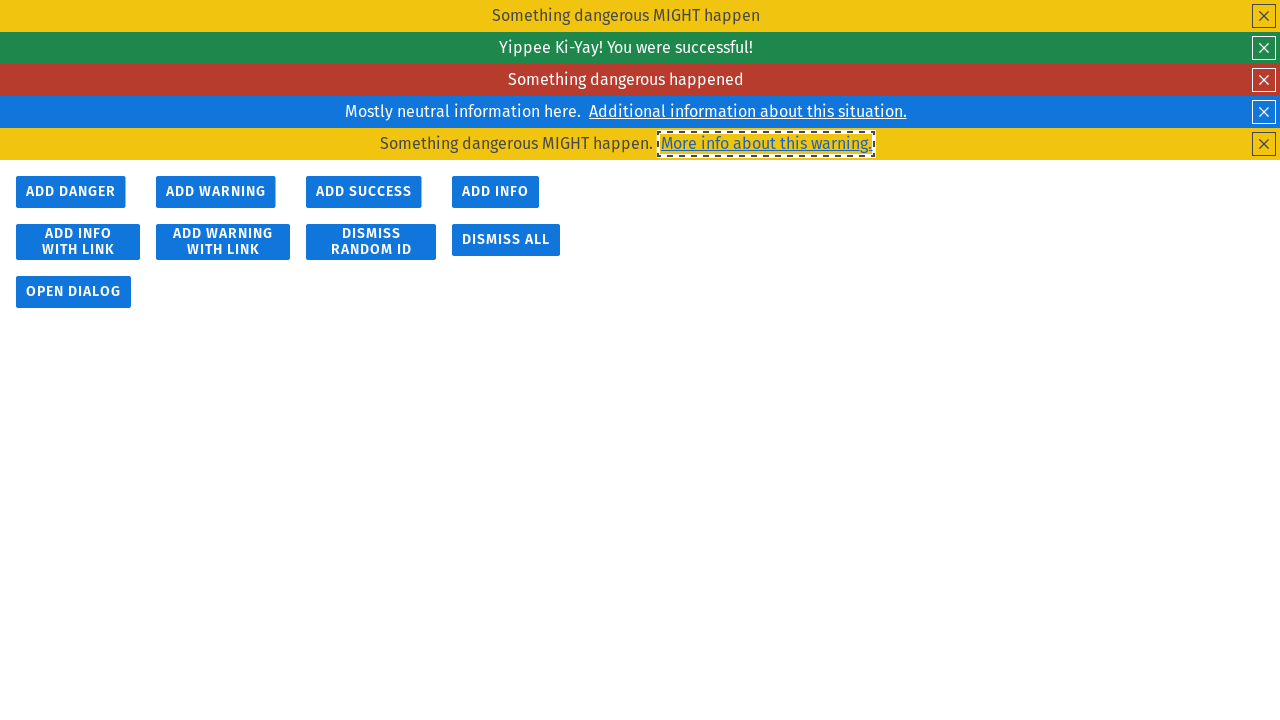 Something dangerous MIGHT happen
Yippee Ki-Yay! You were successful!
Something dangerous happened
Mostly neutral information here. Additional information about this situation.
Something dangerous MIGHT happen. More info about this warning.
ADD DANGER
ADD WARNING
ADD SUCCESS
ADD INFO
ADD INFO
WITH LINK
ADD WARNING
WITH LINK
DISMISS
RANDOM ID
DISMISS ALL
OPEN DIALOG